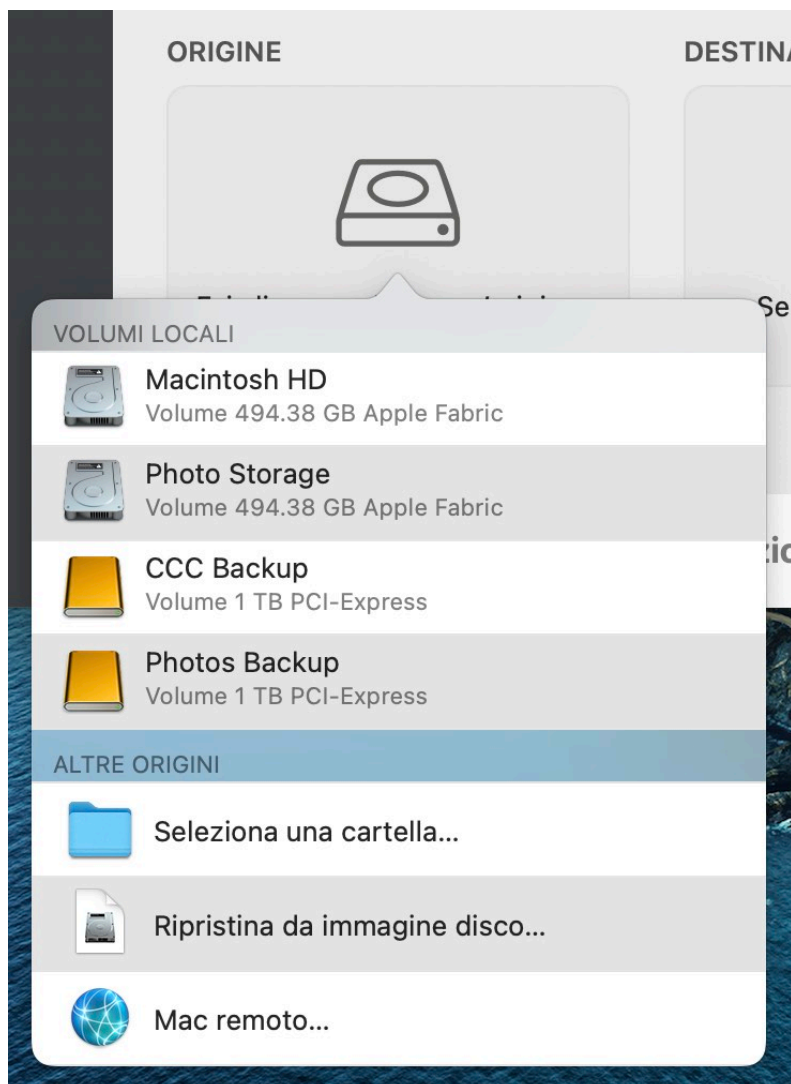 ORIGINE
DESTINA
Se
VOLUMI LOCALI
Macintosh HD
Volume 494.38 GB Apple Fabric
Photo Storage
Volume 494.38 GB Apple Fabric
CCC Backup
Volume 1 TB PCI-Express
Photos Backup
Volume 1 TB PCI-Express
ALTRE ORIGINI
Seleziona una cartella...
Ripristina da immagine disco...
Mac remoto...